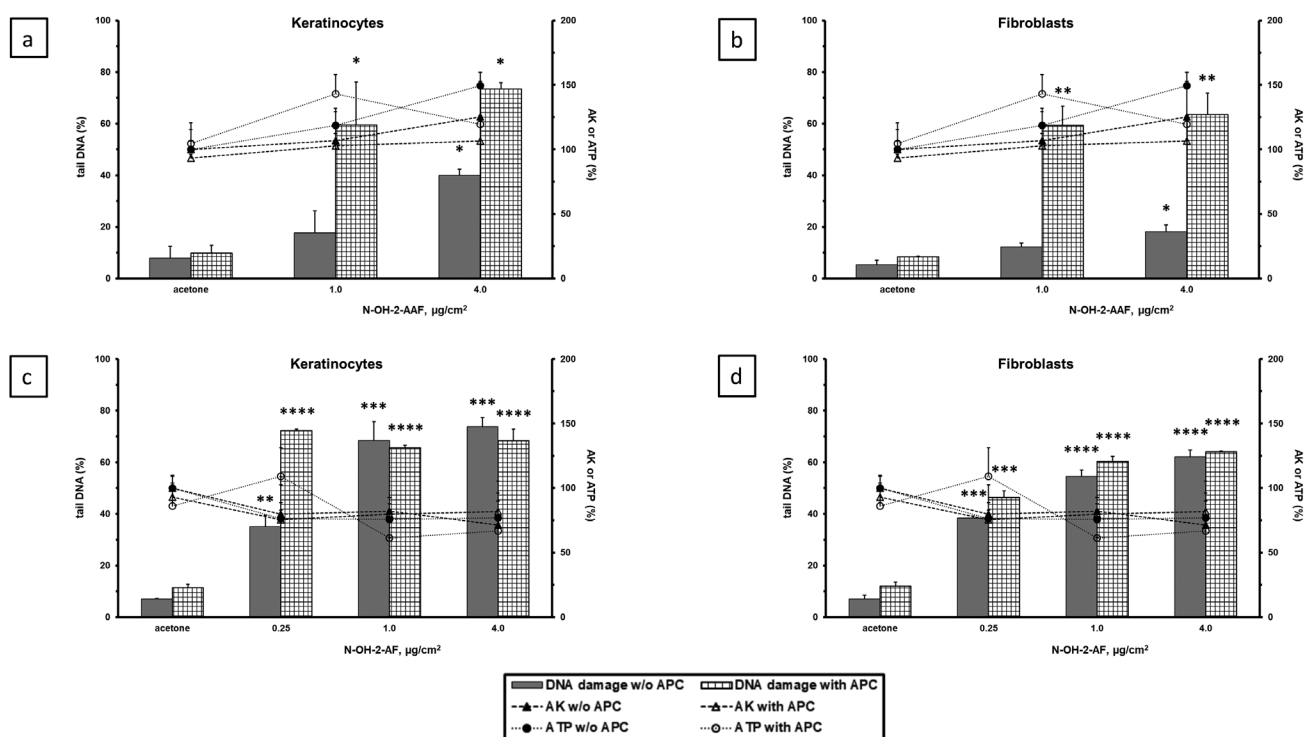 a
Keratinocytes
100
80
60
40
20
0
tail DNA (%)
200
150
100
50
0
AK or ATP (%)
*
*
*
acetone
1.0
4.0
N-OH-2-AAF, µg/cm²
b
Fibroblasts
100
80
60
40
20
0
tail DNA (%)
200
150
100
50
0
AK or ATP (%)
**
**
*
acetone
1.0
4.0
N-OH-2-AAF, µg/cm²
c
Keratinocytes
100
80
60
40
20
0
tail DNA (%)
200
150
100
50
0
AK or ATP (%)
**
****
***
****
***
****
acetone
0.25
1.0
4.0
N-OH-2-AF, µg/cm²
d
Fibroblasts
100
80
60
40
20
0
tail DNA (%)
200
150
100
50
0
AK or ATP (%)
***
***
****
****
****
****
acetone
0.25
1.0
4.0
N-OH-2-AF, µg/cm²
DNA damage w/o APC
DNA damage with APC
AK w/o APC
AK with APC
ATP w/o APC
ATP with APC